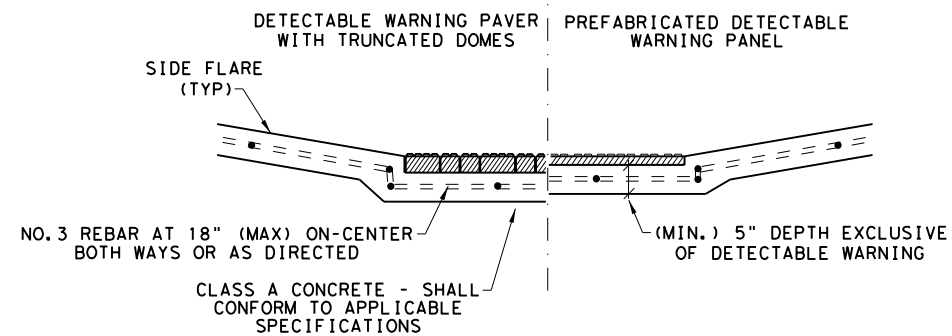 DETECTABLE WARNING PAVER
WITH TRUNCATED DOMES
PREFABRICATED DETECTABLE
WARNING PANEL
SIDE FLARE
(TYP)
NO.3 REBAR AT 18" (MAX) ON-CENTER
BOTH WAYS OR AS DIRECTED
(MIN.) 5" DEPTH EXCLUSIVE
OF DETECTABLE WARNING
CLASS A CONCRETE - SHALL
CONFORM TO APPLICABLE
SPECIFICATIONS